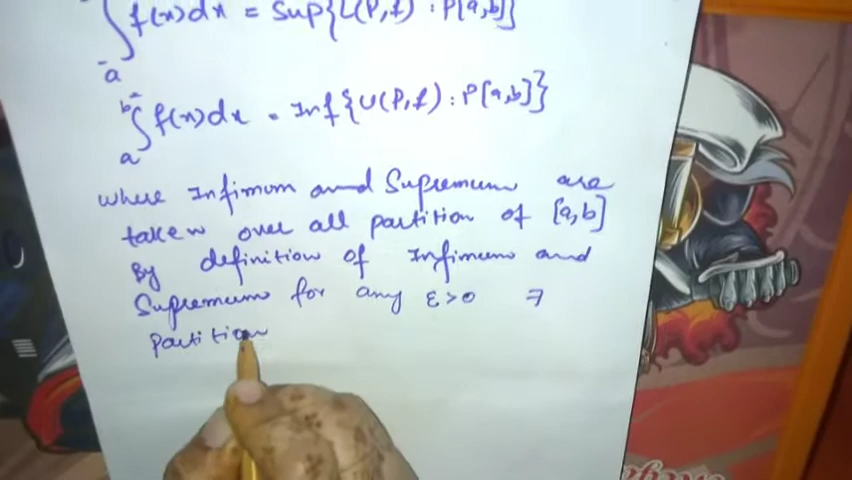 ∫ f(x)dx = Sup{L(P,f) : P[a,b]}
-a
b-
∫ f(x)dx = Inf{U(P,f) : P[a,b]}
a
where Infimum and Supremum are
taken over all partition of [a,b]
By definition of Infimum and
Supremum for any ε>0 ∃
Partition